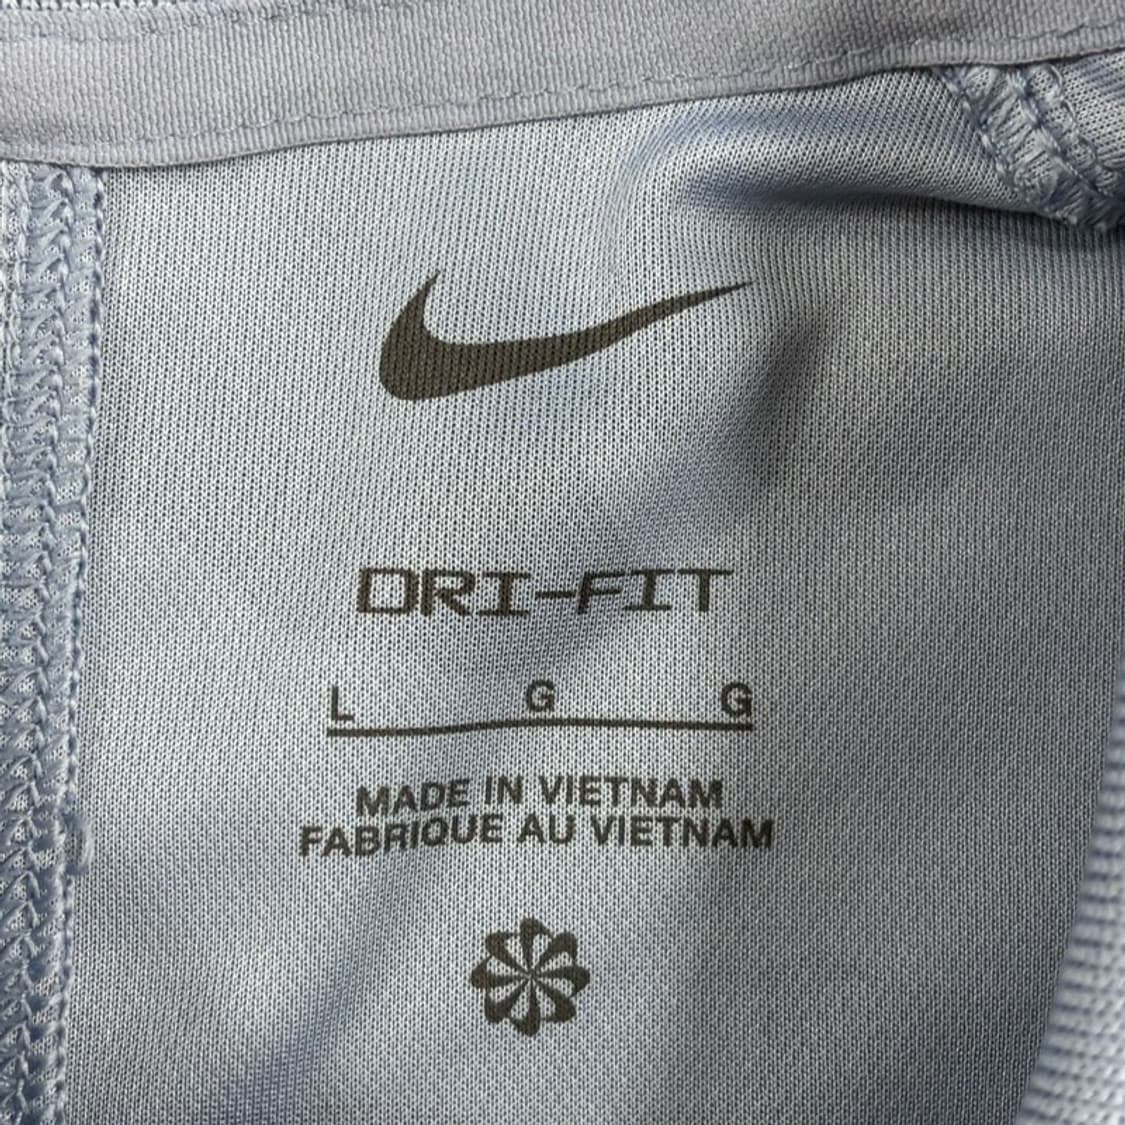 DRI-FIT
L G G
MADE IN VIETNAM
FABRIQUE AU VIETNAM